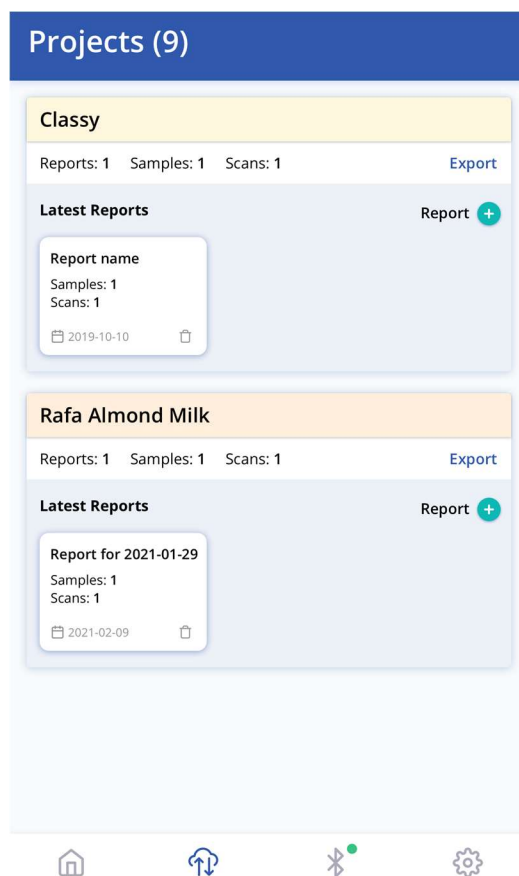 Projects (9)
Classy
Reports: 1 Samples: 1 Scans: 1 Export
Latest Reports Report
Report name
Samples: 1
Scans: 1
2019-10-10
Rafa Almond Milk
Reports: 1 Samples: 1 Scans: 1 Export
Latest Reports Report
Report for 2021-01-29
Samples: 1
Scans: 1
2021-02-09